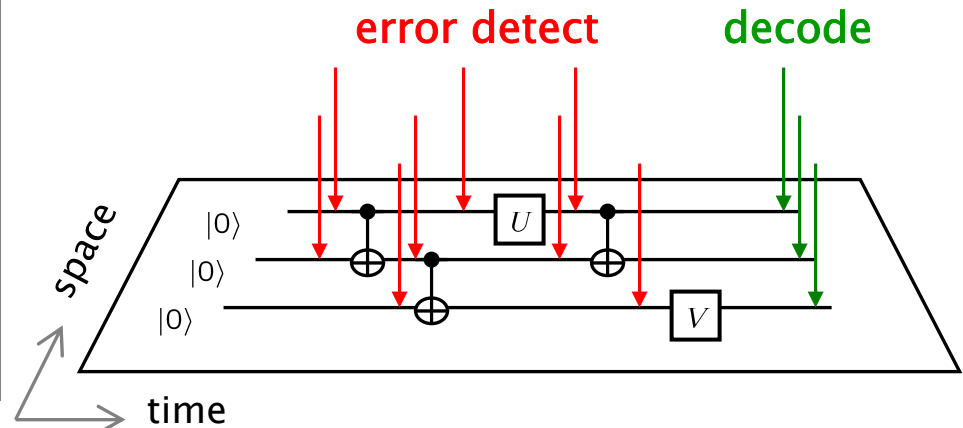 error detect
decode
|0⟩
U
|0⟩
|0⟩
V
space
time